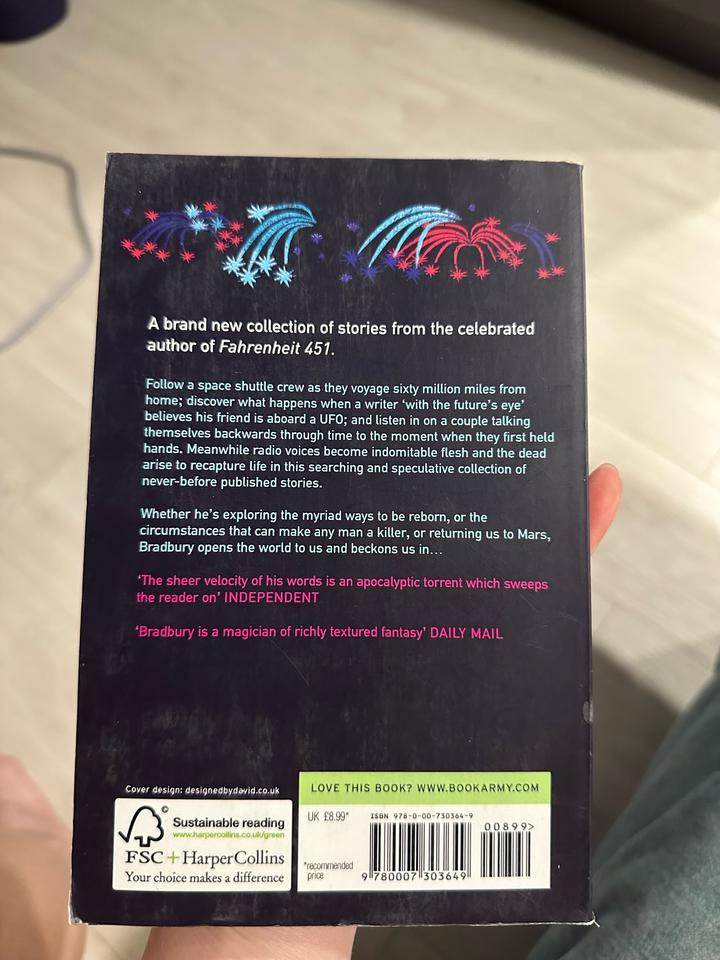 A brand new collection of stories from the celebrated
author of Fahrenheit 451.
Follow a space shuttle crew as they voyage sixty million miles from
home; discover what happens when a writer ‘with the future’s eye’
believes his friend is aboard a UFO; and listen in on a couple talking
themselves backwards through time to the moment when they first held
hands. Meanwhile radio voices become indomitable flesh and the dead
arise to recapture life in this searching and speculative collection of
never-before published stories.
Whether he’s exploring the myriad ways to be reborn, or the
circumstances that can make any man a killer, or returning us to Mars,
Bradbury opens the world to us and beckons us in…
‘The sheer velocity of his words is an apocalyptic torrent which sweeps
the reader on’ INDEPENDENT
‘Bradbury is a magician of richly textured fantasy’ DAILY MAIL
Cover design: designedbydavid.co.uk
©
Sustainable reading
www.harpercollins.co.uk/green
FSC + HarperCollins
Your choice makes a difference
LOVE THIS BOOK? WWW.BOOKARMY.COM
UK £8.99*
*recommended
price
ISBN 978-0-00-730364-9
00899>
9 780007 303649